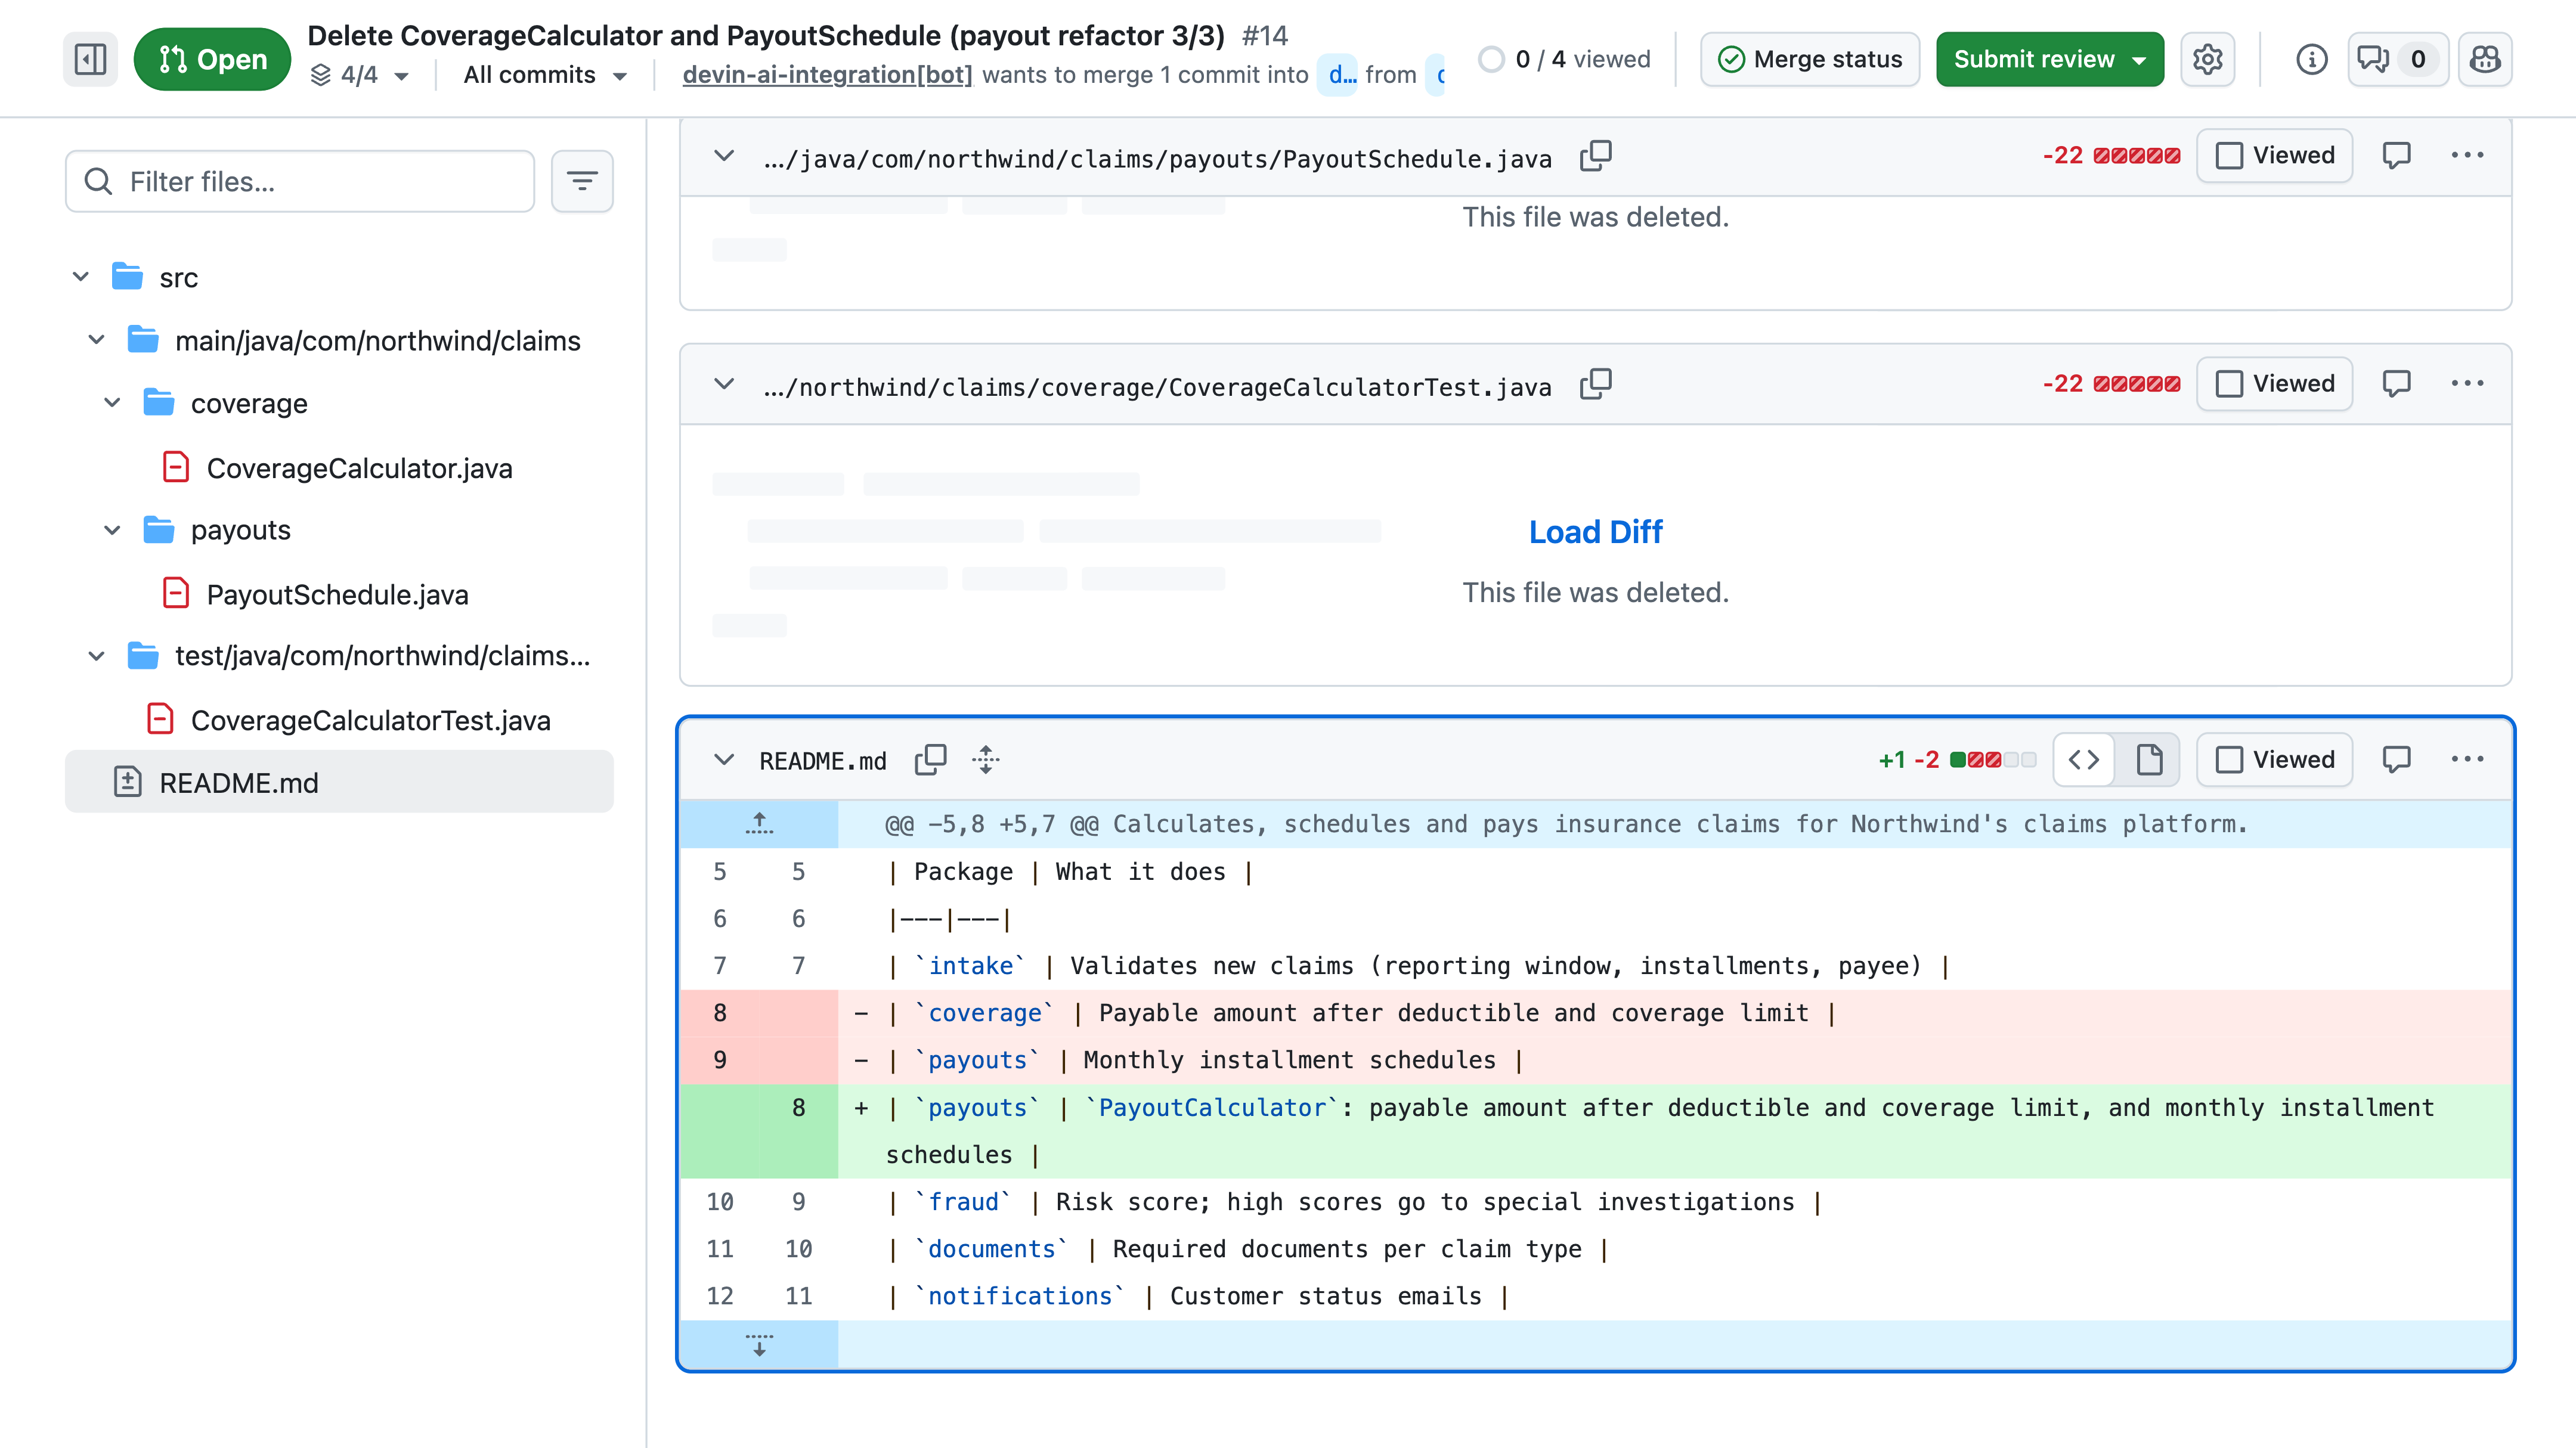 Open
Delete CoverageCalculator and PayoutSchedule (payout refactor 3/3) #14
4/4
All commits
devin-ai-integration[bot] wants to merge 1 commit into d... from
0 / 4 viewed
Merge status
Submit review
0
Filter files...
src
main/java/com/northwind/claims
coverage
CoverageCalculator.java
payouts
PayoutSchedule.java
test/java/com/northwind/claims...
CoverageCalculatorTest.java
README.md
.../java/com/northwind/claims/payouts/PayoutSchedule.java
-22
Viewed
This file was deleted.
.../northwind/claims/coverage/CoverageCalculatorTest.java
-22
Viewed
Load Diff
This file was deleted.
README.md
+1 -2
Viewed
@@ -5,8 +5,7 @@ Calculates, schedules and pays insurance claims for Northwind's claims platform.
5 5 | Package | What it does |
6 6 |---|---|
7 7 | `intake` | Validates new claims (reporting window, installments, payee) |
8 - | `coverage` | Payable amount after deductible and coverage limit |
9 - | `payouts` | Monthly installment schedules |
8 + | `payouts` | `PayoutCalculator`: payable amount after deductible and coverage limit, and monthly installment
schedules |
10 9 | `fraud` | Risk score; high scores go to special investigations |
11 10 | `documents` | Required documents per claim type |
12 11 | `notifications` | Customer status emails |